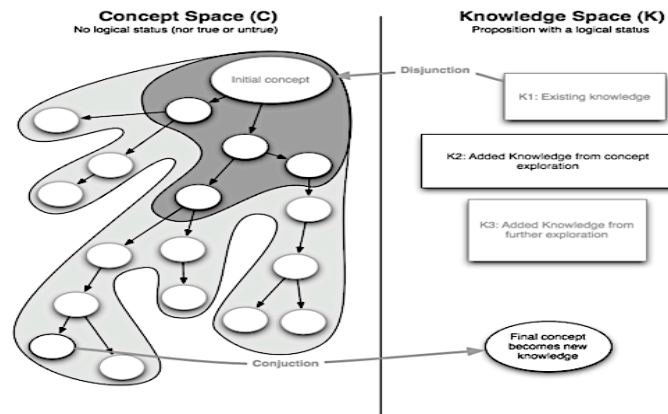 Concept Space (C)
No logical status (nor true or untrue)
Knowledge Space (K)
Proposition with a logical status
Initial concept
Disjunction
K1: Existing knowledge
K2: Added Knowledge from concept
exploration
K3: Added Knowledge from
further exploration
Final concept
becomes new
knowledge
Conjuction